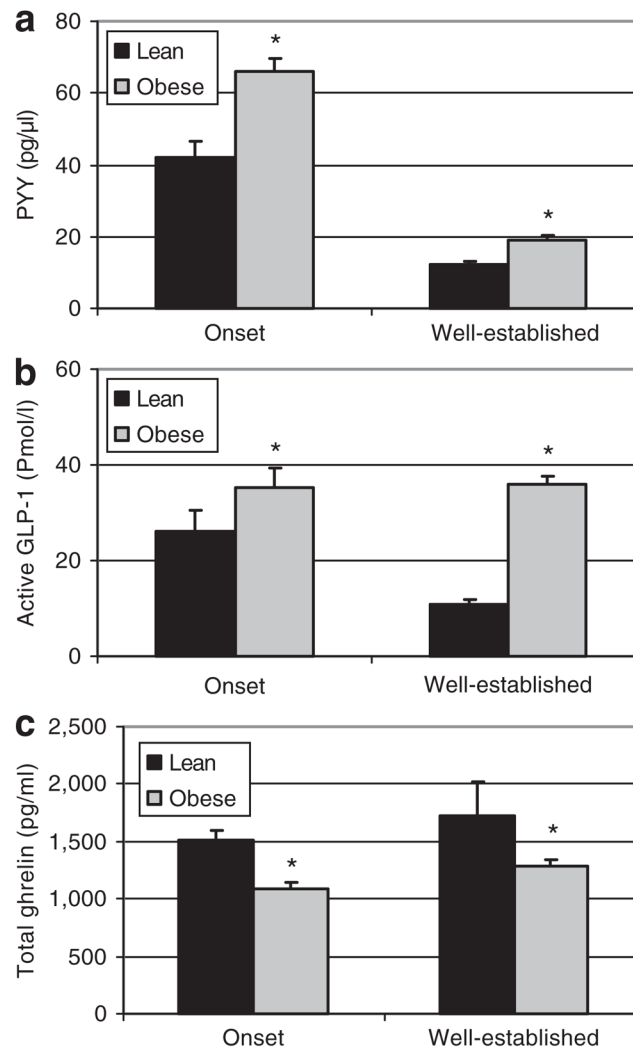 a
80
60
40
20
0
PYY (pg/µl)
Lean
Obese
*
*
Onset
Well-established
b
60
40
20
0
Active GLP-1 (Pmol/l)
Lean
Obese
*
*
Onset
Well-established
c
2,500
2,000
1,500
1,000
500
0
Total ghrelin (pg/ml)
Lean
Obese
*
*
Onset
Well-established